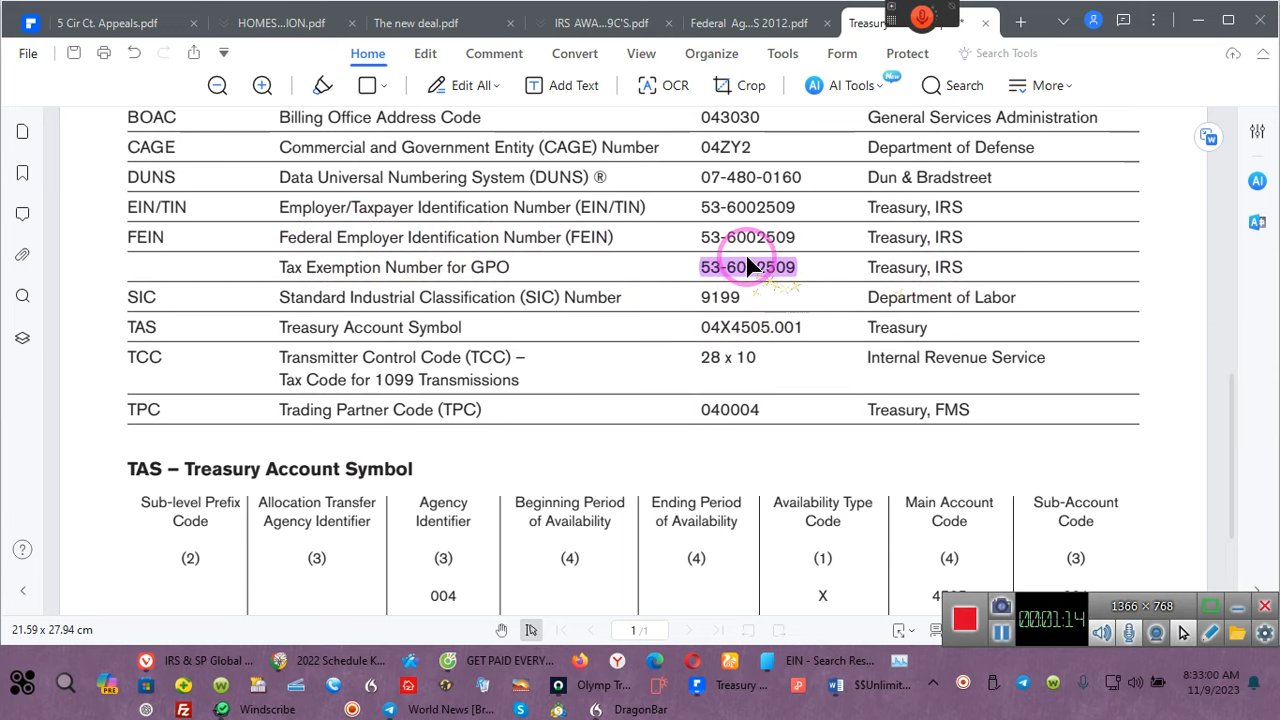 5 Cir Ct. Appeals.pdf
HOMES...ION.pdf
The new deal.pdf
IRS AWA...9C'S.pdf
Federal Ag...S 2012.pdf
Treasury
File
Home
Edit
Comment
Convert
View
Organize
Tools
Form
Protect
Search Tools
Edit All
Add Text
OCR
Crop
AI Tools
New
Search
More
BOAC Billing Office Address Code 043030 General Services Administration
CAGE Commercial and Government Entity (CAGE) Number 04ZY2 Department of Defense
DUNS Data Universal Numbering System (DUNS) ® 07-480-0160 Dun & Bradstreet
EIN/TIN Employer/Taxpayer Identification Number (EIN/TIN) 53-6002509 Treasury, IRS
FEIN Federal Employer Identification Number (FEIN) 53-6002509 Treasury, IRS
Tax Exemption Number for GPO 53-6002509 Treasury, IRS
SIC Standard Industrial Classification (SIC) Number 9199 Department of Labor
TAS Treasury Account Symbol 04X4505.001 Treasury
TCC Transmitter Control Code (TCC) – 28 x 10 Internal Revenue Service
Tax Code for 1099 Transmissions
TPC Trading Partner Code (TPC) 040004 Treasury, FMS
TAS – Treasury Account Symbol
Sub-level Prefix Allocation Transfer Agency Beginning Period Ending Period Availability Type Main Account Sub-Account
Code Agency Identifier Identifier of Availability of Availability Code Code Code
(2) (3) (3) (4) (4) (1) (4) (3)
004 X
21.59 x 27.94 cm
1 /1
00:01:14
1366 × 768
IRS & SP Global ...
2022 Schedule K...
GET PAID EVERY...
EIN - Search Res...
PRE
Olymp Tr...
Treasury ...
$$Unlimit...
8:33:00 AM
11/9/2023
Windscribe
World News [Br...
DragonBar